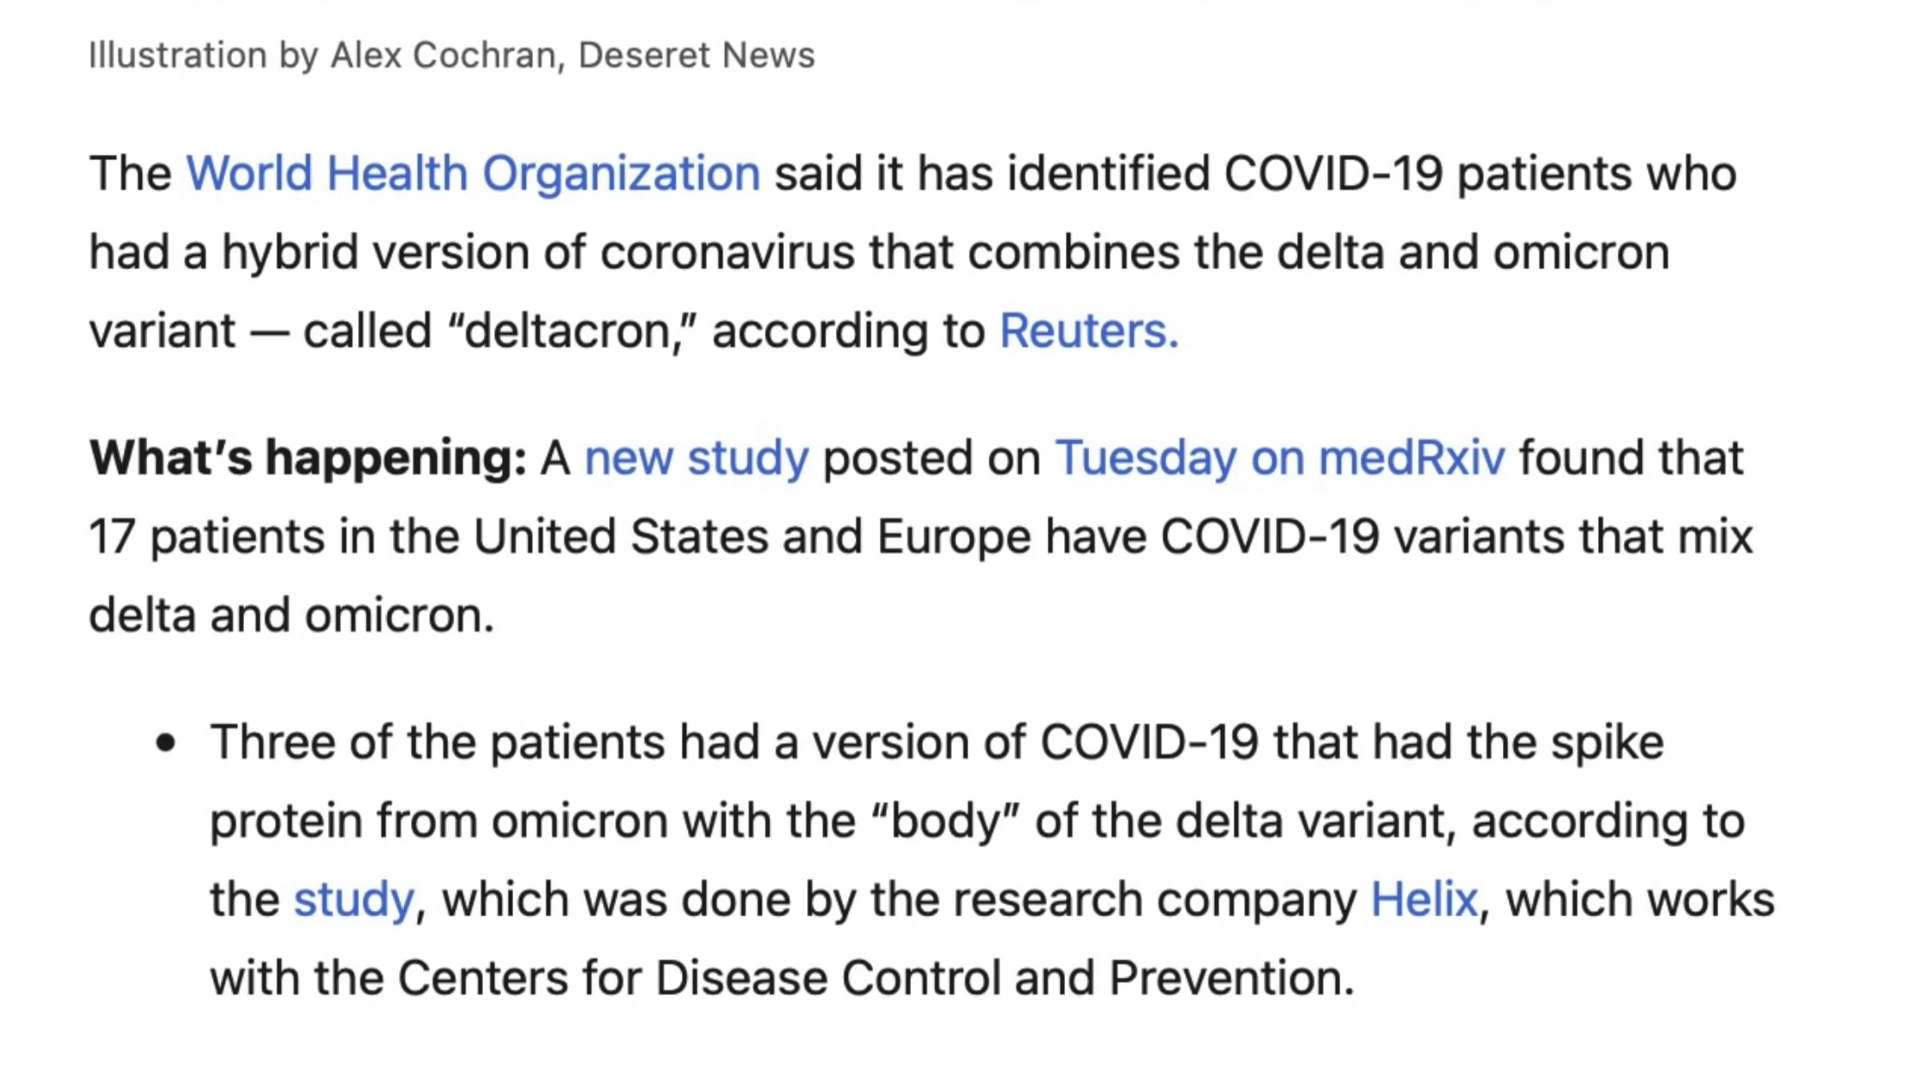 Illustration by Alex Cochran, Deseret News
The World Health Organization said it has identified COVID-19 patients who
had a hybrid version of coronavirus that combines the delta and omicron
variant — called “deltacron,” according to Reuters.
What’s happening: A new study posted on Tuesday on medRxiv found that
17 patients in the United States and Europe have COVID-19 variants that mix
delta and omicron.
• Three of the patients had a version of COVID-19 that had the spike
protein from omicron with the “body” of the delta variant, according to
the study, which was done by the research company Helix, which works
with the Centers for Disease Control and Prevention.